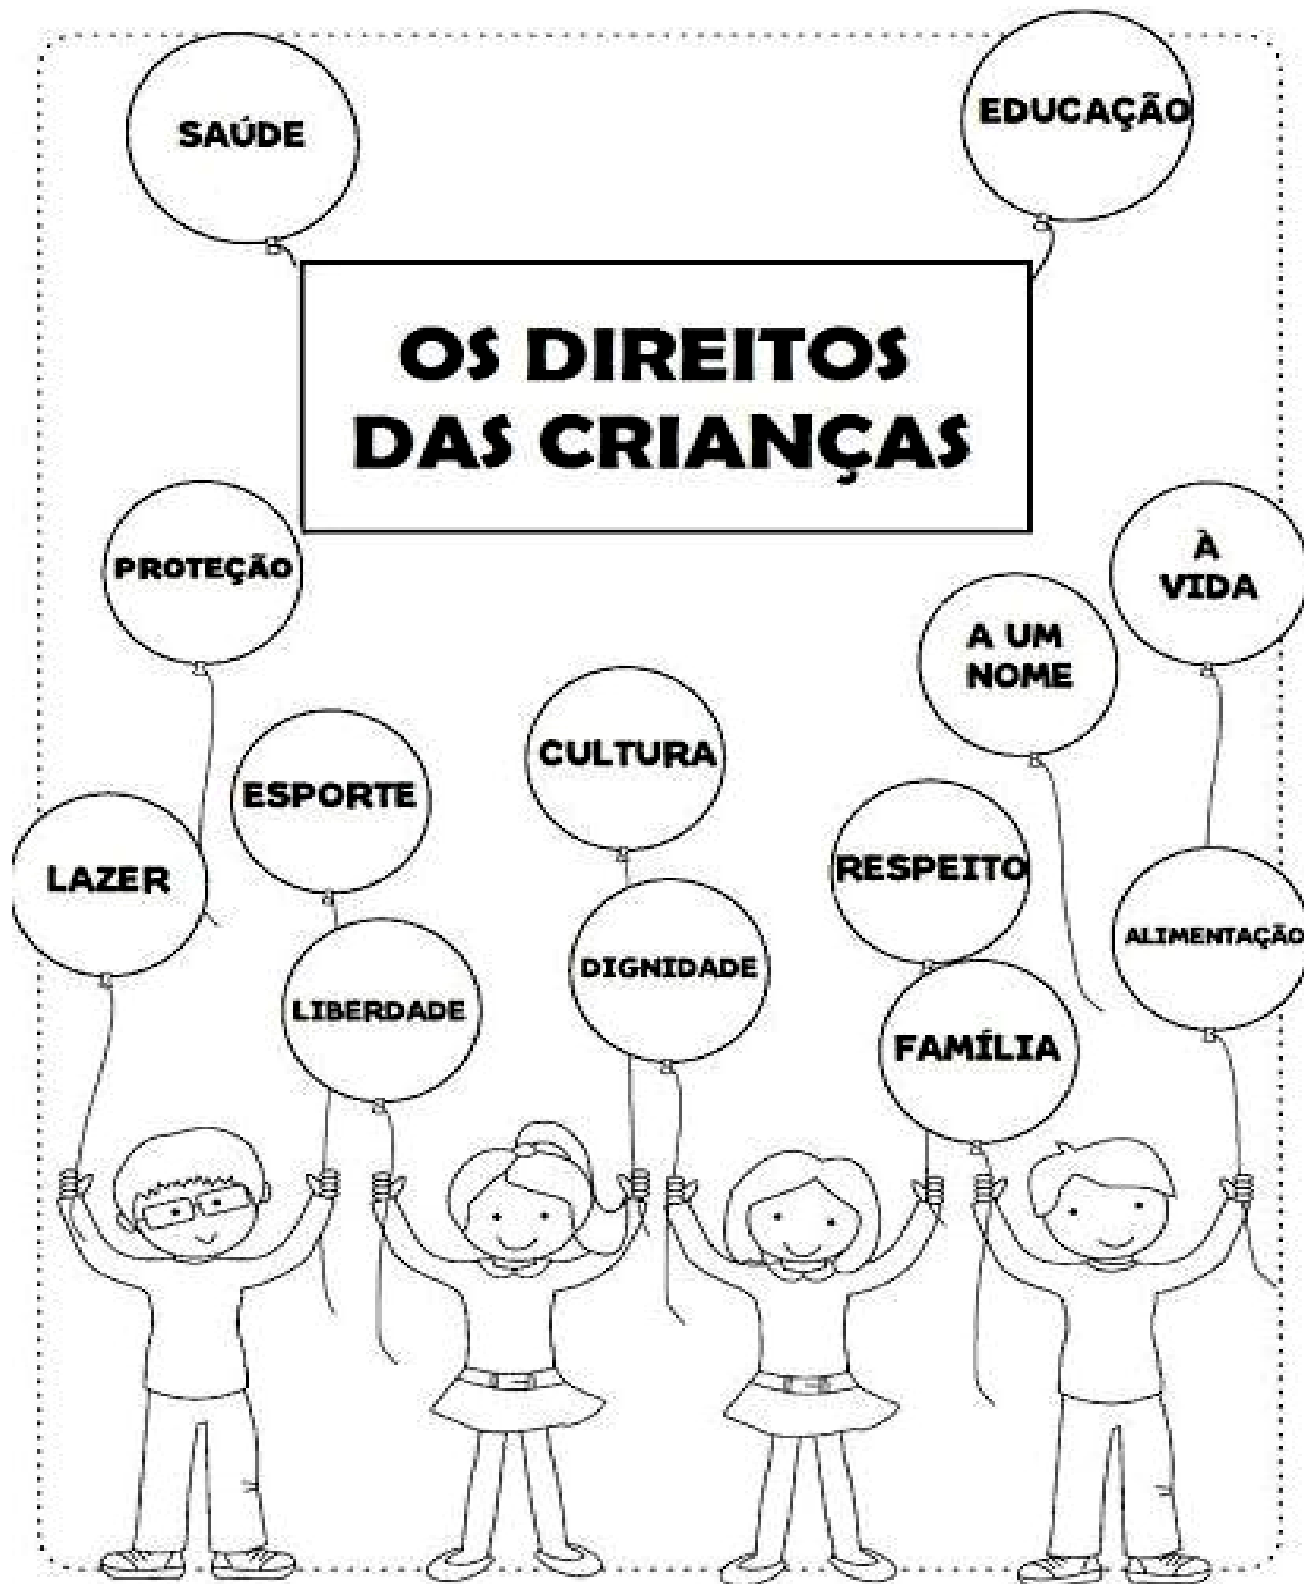 SAÚDE
EDUCAÇÃO
OS DIREITOS
DAS CRIANÇAS
PROTEÇÃO
À
VIDA
A UM
NOME
CULTURA
ESPORTE
LAZER
RESPEITO
ALIMENTAÇÃO
DIGNIDADE
LIBERDADE
FAMÍLIA